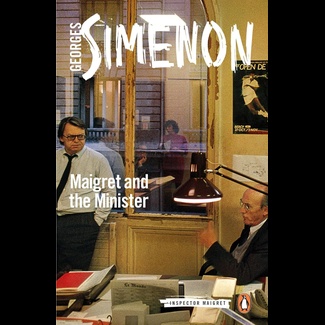 GEORGES
SIMENON
Maigret and
the Minister
INSPECTOR MAIGRET